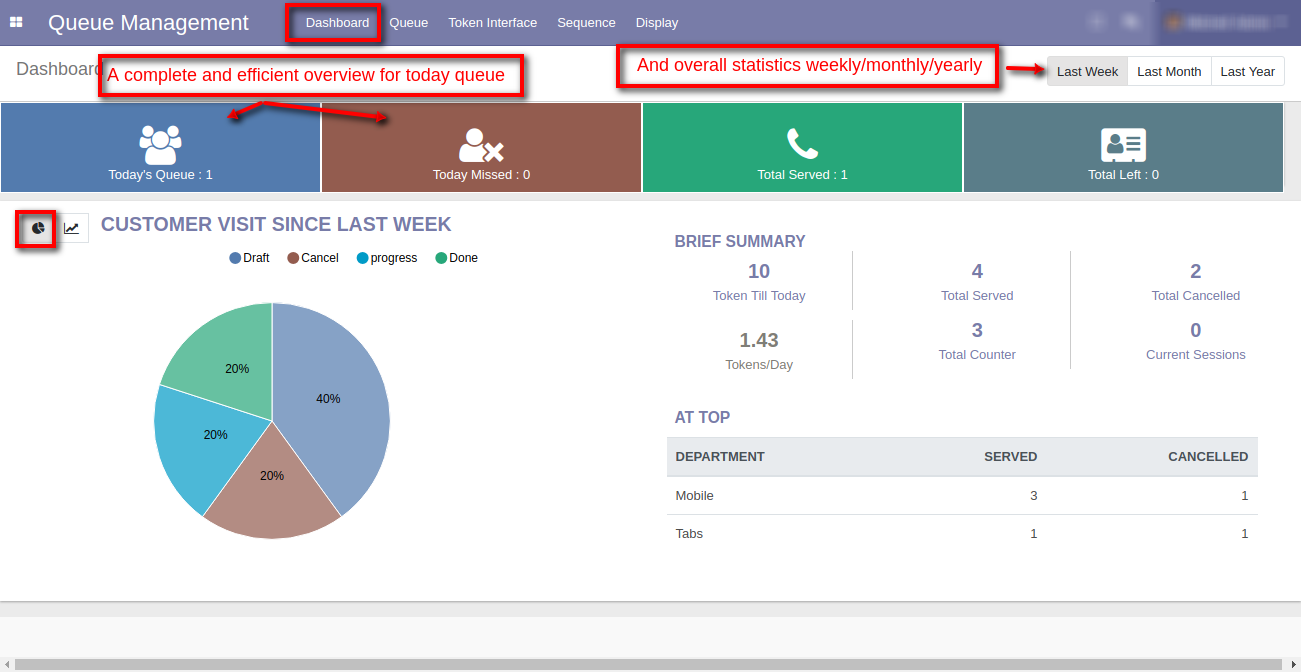 Queue Management Dashboard Queue Token Interface Sequence Display
Dashboard
A complete and efficient overview for today queue
And overall statistics weekly/monthly/yearly
Last Week Last Month Last Year
Today's Queue : 1 Today Missed : 0 Total Served : 1 Total Left : 0
CUSTOMER VISIT SINCE LAST WEEK
Draft Cancel progress Done
20%
40%
20%
20%
BRIEF SUMMARY
10 4 2
Token Till Today Total Served Total Cancelled
1.43 3 0
Tokens/Day Total Counter Current Sessions
AT TOP
DEPARTMENT SERVED CANCELLED
Mobile 3 1
Tabs 1 1